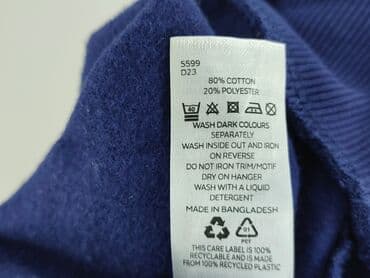 S599
D23
80% COTTON
20% POLYESTER
40
WASH DARK COLOURS
SEPARATELY
WASH INSIDE OUT AND IRON
ON REVERSE
DO NOT IRON TRIM/MOTIF
DRY ON HANGER
WASH WITH A LIQUID
DETERGENT
MADE IN BANGLADESH
91
PET
THIS CARE LABEL IS 100%
RECYCLABLE AND IS MADE
FROM 100% RECYCLED PLASTIC